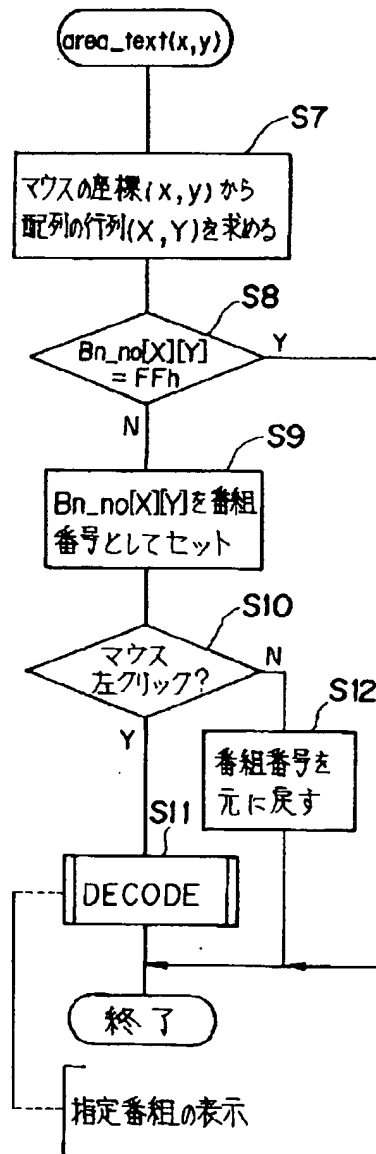 area_text(x,y)
S7
マウスの座標(x,y)から
配列の行列(X,Y)を求める
S8
Bn_no[X][Y]
= FFh
Y
N
S9
Bn_no[X][Y]を番組
番号としてセット
S10
マウス
左クリック?
N
Y
S12
番組番号を
元に戻す
S11
DECODE
終了
指定番組の表示